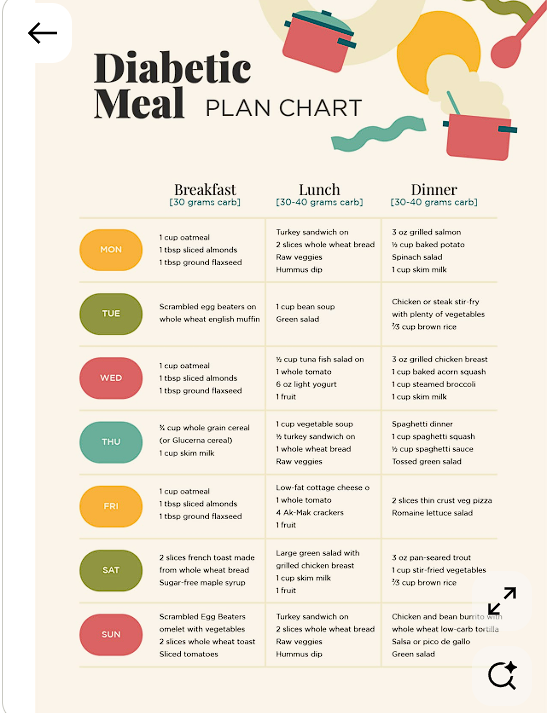 Diabetic
Meal PLAN CHART
Breakfast
[30 grams carb]
Lunch
[30-40 grams carb]
Dinner
[30-40 grams carb]
MON
1 cup oatmeal
1 tbsp sliced almonds
1 tbsp ground flaxseed
Turkey sandwich on
2 slices whole wheat bread
Raw veggies
Hummus dip
3 oz grilled salmon
½ cup baked potato
Spinach salad
1 cup skim milk
TUE
Scrambled egg beaters on
whole wheat english muffin
1 cup bean soup
Green salad
Chicken or steak stir-fry
with plenty of vegetables
⅔ cup brown rice
WED
1 cup oatmeal
1 tbsp sliced almonds
1 tbsp ground flaxseed
½ cup tuna fish salad on
1 whole tomato
6 oz light yogurt
1 fruit
3 oz grilled chicken breast
1 cup baked acorn squash
1 cup steamed broccoli
1 cup skim milk
THU
¾ cup whole grain cereal
(or Glucerna cereal)
1 cup skim milk
1 cup vegetable soup
½ turkey sandwich on
1 whole wheat bread
Raw veggies
Spaghetti dinner
1 cup spaghetti squash
½ cup spaghetti sauce
Tossed green salad
FRI
1 cup oatmeal
1 tbsp sliced almonds
1 tbsp ground flaxseed
Low-fat cottage cheese o
1 whole tomato
4 Ak-Mak crackers
1 fruit
2 slices thin crust veg pizza
Romaine lettuce salad
SAT
2 slices french toast made
from whole wheat bread
Sugar-free maple syrup
Large green salad with
grilled chicken breast
1 cup skim milk
1 fruit
3 oz pan-seared trout
1 cup stir-fried vegetables
⅔ cup brown rice
SUN
Scrambled Egg Beaters
omelet with vegetables
2 slices whole wheat toast
Sliced tomatoes
Turkey sandwich on
2 slices whole wheat bread
Raw veggies
Hummus dip
Chicken and bean burrito with
whole wheat low-carb tortilla
Salsa or pico de gallo
Green salad